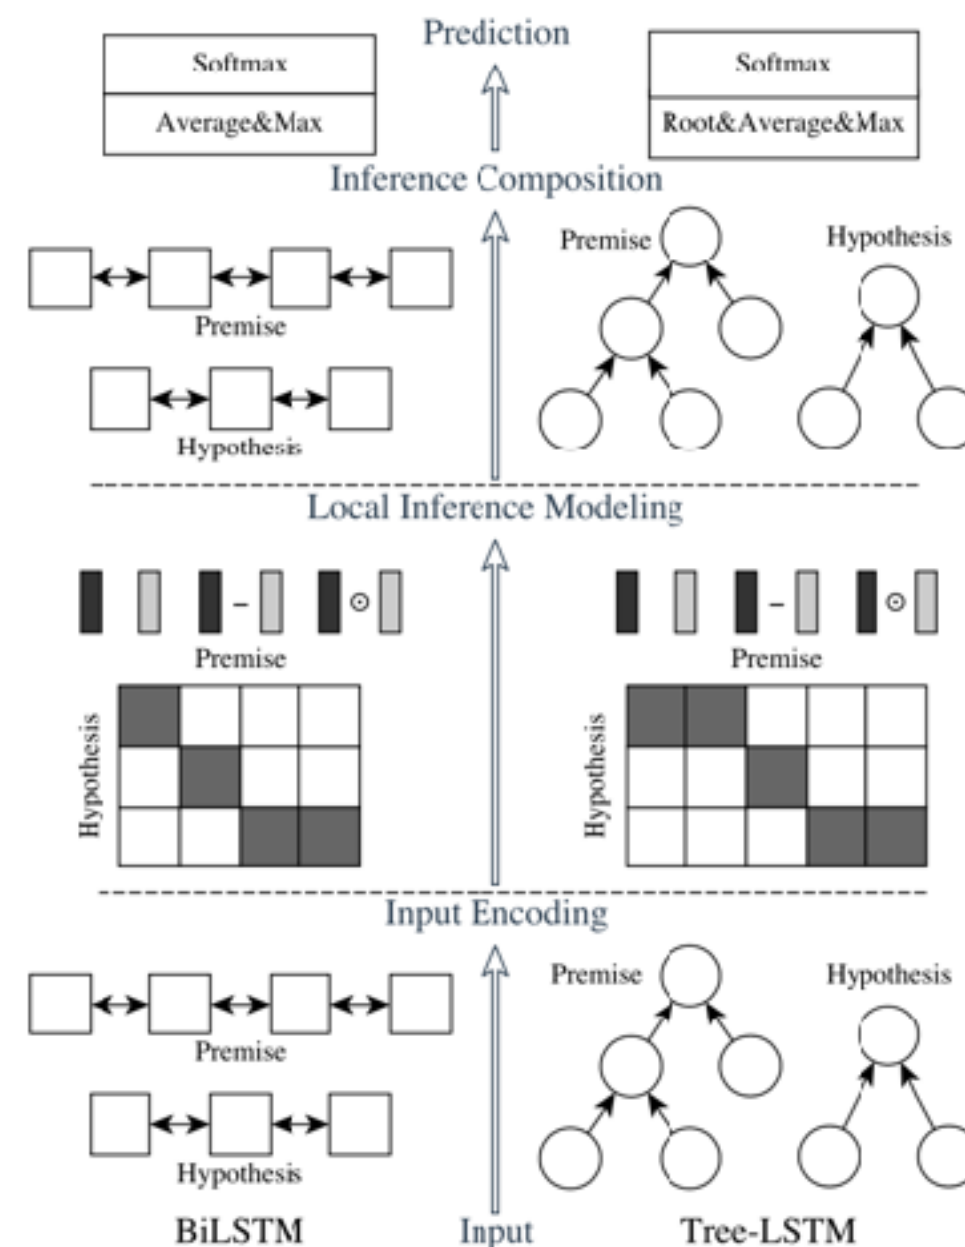 Prediction
Softmax
Softmax
Average&Max
Root&Average&Max
Inference Composition
Premise
Hypothesis
Premise
Hypothesis
Local Inference Modeling
– ⊙
– ⊙
Premise
Premise
Hypothesis
Hypothesis
Input Encoding
Premise
Hypothesis
Premise
Hypothesis
BiLSTM
Input
Tree-LSTM